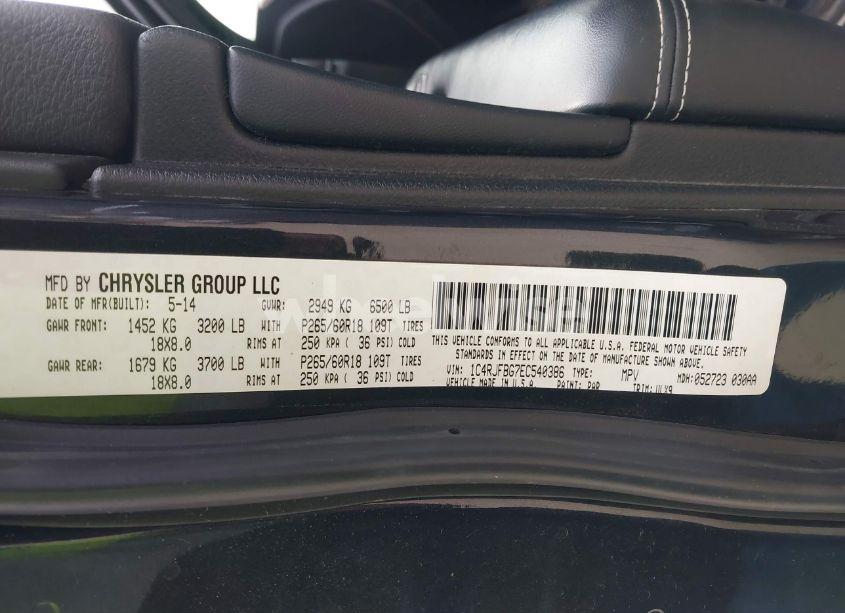 MFD BY CHRYSLER GROUP LLC
DATE OF MFR(BUILT): 5-14 GVWR: 2949 KG 6500 LB
GAWR FRONT: 1452 KG 3200 LB WITH P265/60R18 109T TIRES
18X8.0 RIMS AT 250 KPA ( 36 PSI) COLD
GAWR REAR: 1679 KG 3700 LB WITH P265/60R18 109T TIRES
18X8.0 RIMS AT 250 KPA ( 36 PSI) COLD
THIS VEHICLE CONFORMS TO ALL APPLICABLE U.S.A. FEDERAL MOTOR VEHICLE SAFETY
STANDARDS IN EFFECT ON THE DATE OF MANUFACTURE SHOWN ABOVE.
VIN: 1C4RJFBG7EC540386 TYPE: MPV MDH:052723 030AA
VEHICLE MADE IN U.S.A. PAINT: PAR TRIM: VLX9